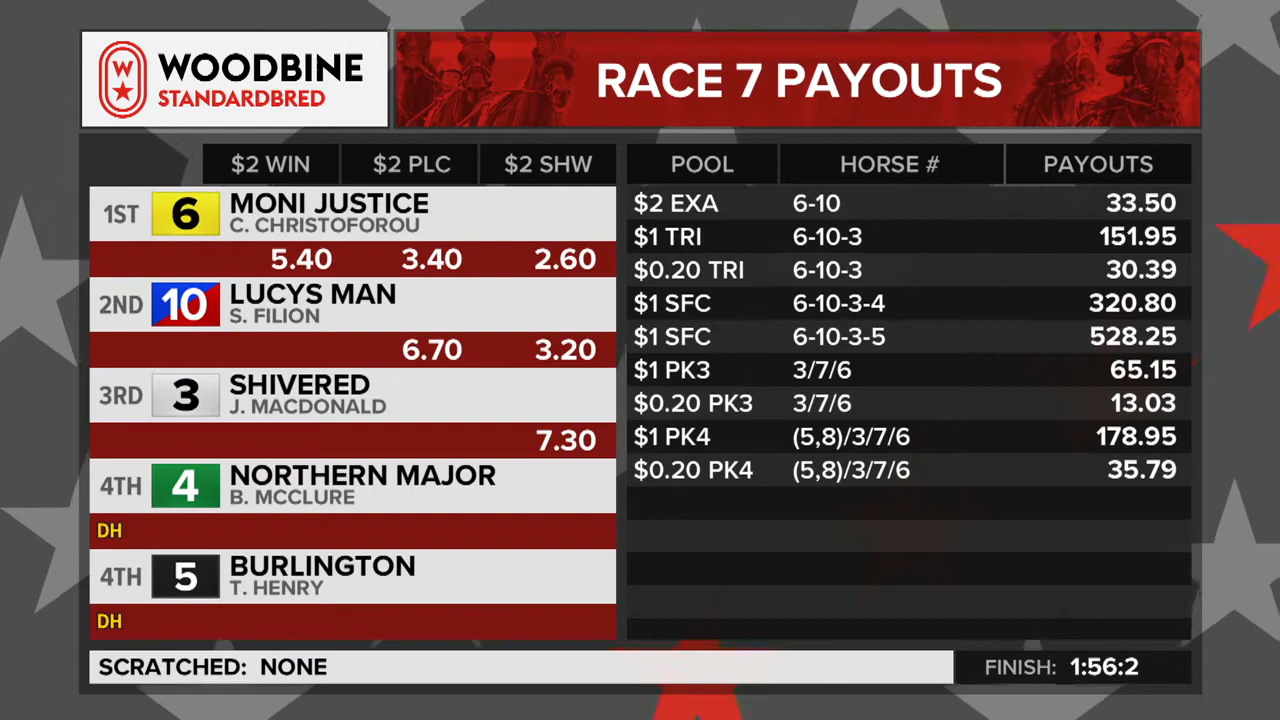 W
WOODBINE
STANDARDBRED
RACE 7 PAYOUTS
$2 WIN $2 PLC $2 SHW
1ST 6 MONI JUSTICE
C. CHRISTOFOROU
5.40 3.40 2.60
2ND 10 LUCYS MAN
S. FILION
6.70 3.20
3RD 3 SHIVERED
J. MACDONALD
7.30
4TH 4 NORTHERN MAJOR
B. MCCLURE
DH
4TH 5 BURLINGTON
T. HENRY
DH
POOL HORSE # PAYOUTS
$2 EXA 6-10 33.50
$1 TRI 6-10-3 151.95
$0.20 TRI 6-10-3 30.39
$1 SFC 6-10-3-4 320.80
$1 SFC 6-10-3-5 528.25
$1 PK3 3/7/6 65.15
$0.20 PK3 3/7/6 13.03
$1 PK4 (5,8)/3/7/6 178.95
$0.20 PK4 (5,8)/3/7/6 35.79
SCRATCHED: NONE
FINISH: 1:56:2